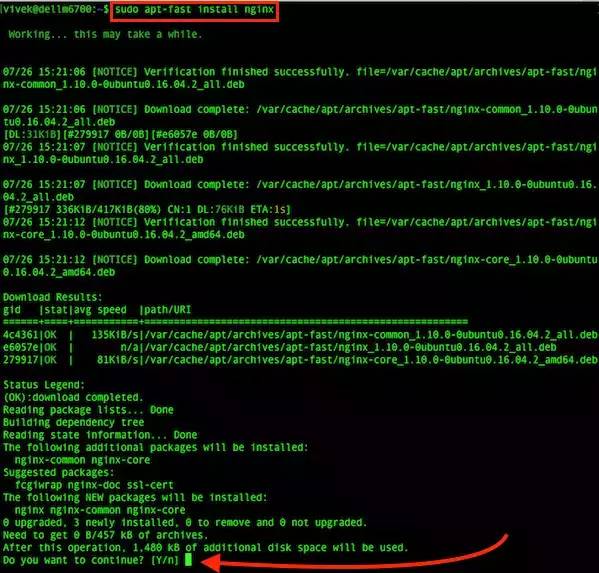 vivek@dellm6700:~$ sudo apt-fast install nginx
Working... this may take a while.
07/26 15:21:06 [NOTICE] Verification finished successfully. file=/var/cache/apt/archives/apt-fast/ngi
nx-common_1.10.0-0ubuntu0.16.04.2_all.deb
07/26 15:21:06 [NOTICE] Download complete: /var/cache/apt/archives/apt-fast/nginx-common_1.10.0-0ubun
tu0.16.04.2_all.deb
[DL:31KiB][#279917 0B/0B][#e6057e 0B/0B]
07/26 15:21:07 [NOTICE] Verification finished successfully. file=/var/cache/apt/archives/apt-fast/ng
inx_1.10.0-0ubuntu0.16.04.2_all.deb
07/26 15:21:07 [NOTICE] Download complete: /var/cache/apt/archives/apt-fast/nginx_1.10.0-0ubuntu0.16.
04.2_all.deb
[#279917 336KiB/417KiB(80%) CN:1 DL:76KiB ETA:1s]
07/26 15:21:12 [NOTICE] Verification finished successfully. file=/var/cache/apt/archives/apt-fast/ngi
nx-core_1.10.0-0ubuntu0.16.04.2_amd64.deb
07/26 15:21:12 [NOTICE] Download complete: /var/cache/apt/archives/apt-fast/nginx-core_1.10.0-0ubuntu
0.16.04.2_amd64.deb
Download Results:
gid   |stat|avg speed  |path/URI
======+====+===========+=======================================================
4c4361|OK  |   135KiB/s|/var/cache/apt/archives/apt-fast/nginx-common_1.10.0-0ubuntu0.16.04.2_all.deb
e6057e|OK  |        n/a|/var/cache/apt/archives/apt-fast/nginx_1.10.0-0ubuntu0.16.04.2_all.deb
279917|OK  |    81KiB/s|/var/cache/apt/archives/apt-fast/nginx-core_1.10.0-0ubuntu0.16.04.2_amd64.deb
Status Legend:
(OK):download completed.
Reading package lists... Done
Building dependency tree
Reading state information... Done
The following additional packages will be installed:
  nginx-common nginx-core
Suggested packages:
  fcgiwrap nginx-doc ssl-cert
The following NEW packages will be installed:
  nginx nginx-common nginx-core
0 upgraded, 3 newly installed, 0 to remove and 0 not upgraded.
Need to get 0 B/457 kB of archives.
After this operation, 1,480 kB of additional disk space will be used.
Do you want to continue? [Y/n]